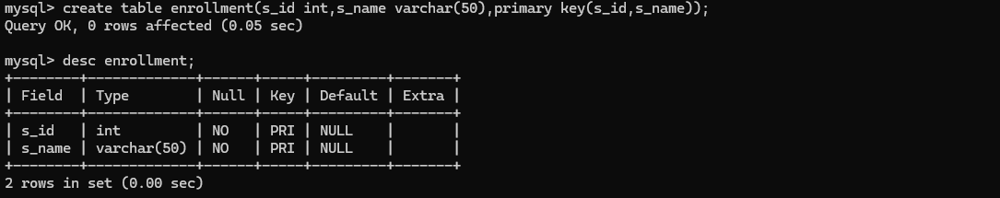 mysql> create table enrollment(s_id int,s_name varchar(50),primary key(s_id,s_name));
Query OK, 0 rows affected (0.05 sec)

mysql> desc enrollment;
+--------+-------------+------+-----+---------+-------+
| Field  | Type        | Null | Key | Default | Extra |
+--------+-------------+------+-----+---------+-------+
| s_id   | int         | NO   | PRI | NULL    |       |
| s_name | varchar(50) | NO   | PRI | NULL    |       |
+--------+-------------+------+-----+---------+-------+
2 rows in set (0.00 sec)